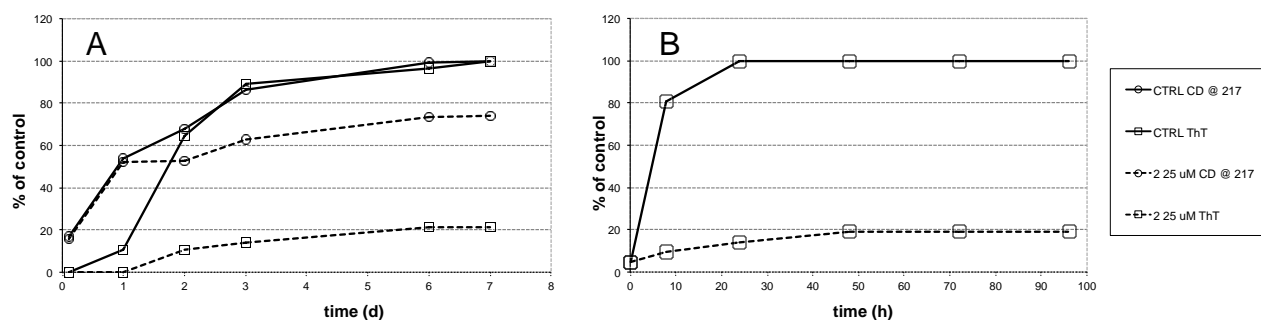 A
120
100
80
60
40
20
0
% of control
0 1 2 3 4 5 6 7 8
time (d)
B
120
100
80
60
40
20
0
% of control
0 10 20 30 40 50 60 70 80 90 100
time (h)
CTRL CD @ 217
CTRL ThT
2 25 uM CD @ 217
2 25 uM ThT